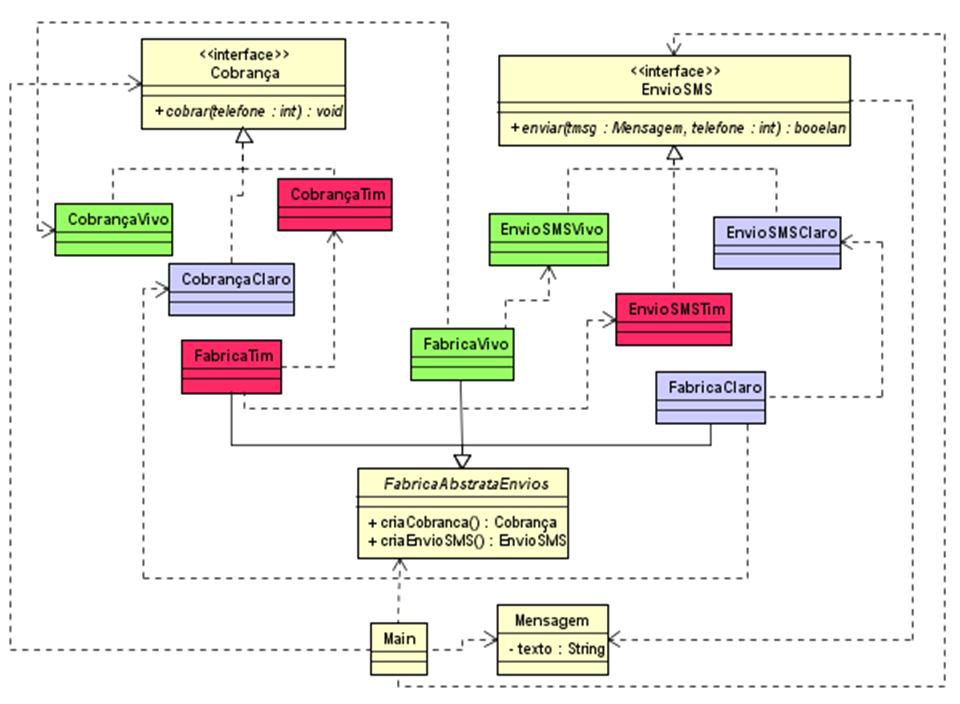 <<interface>>
Cobrança
+ cobrar(telefone : int) : void
<<interface>>
EnvioSMS
+ enviar(tmsg : Mensagem, telefone : int) : booelan
CobrançaVivo
CobrançaTim
CobrançaClaro
EnvioSMSVivo
EnvioSMSClaro
EnvioSMSTim
FabricaTim
FabricaVivo
FabricaClaro
FabricaAbstrataEnvios
+ criaCobranca() : Cobrança
+ criaEnvioSMS() : EnvioSMS
Main
Mensagem
- texto : String